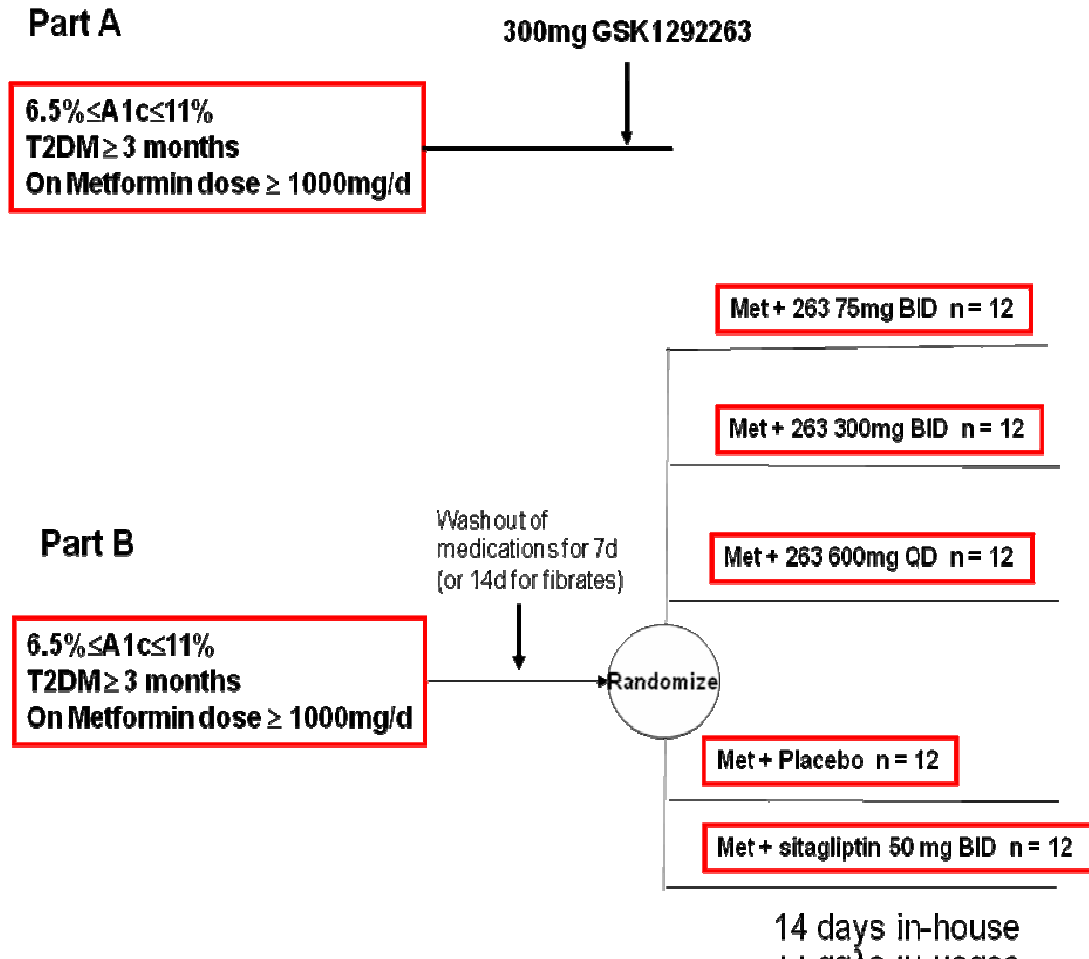 Part A
300mg GSK1292263
6.5%≤A1c≤11%
T2DM ≥ 3 months
On Metformin dose ≥ 1000mg/d
Met + 263 75mg BID n = 12
Met + 263 300mg BID n = 12
Part B
Washout of
medications for 7d
(or 14d for fibrates)
Met + 263 600mg QD n = 12
6.5%≤A1c≤11%
T2DM ≥ 3 months
On Metformin dose ≥ 1000mg/d
Randomize
Met + Placebo n = 12
Met + sitagliptin 50 mg BID n = 12
14 days in-house